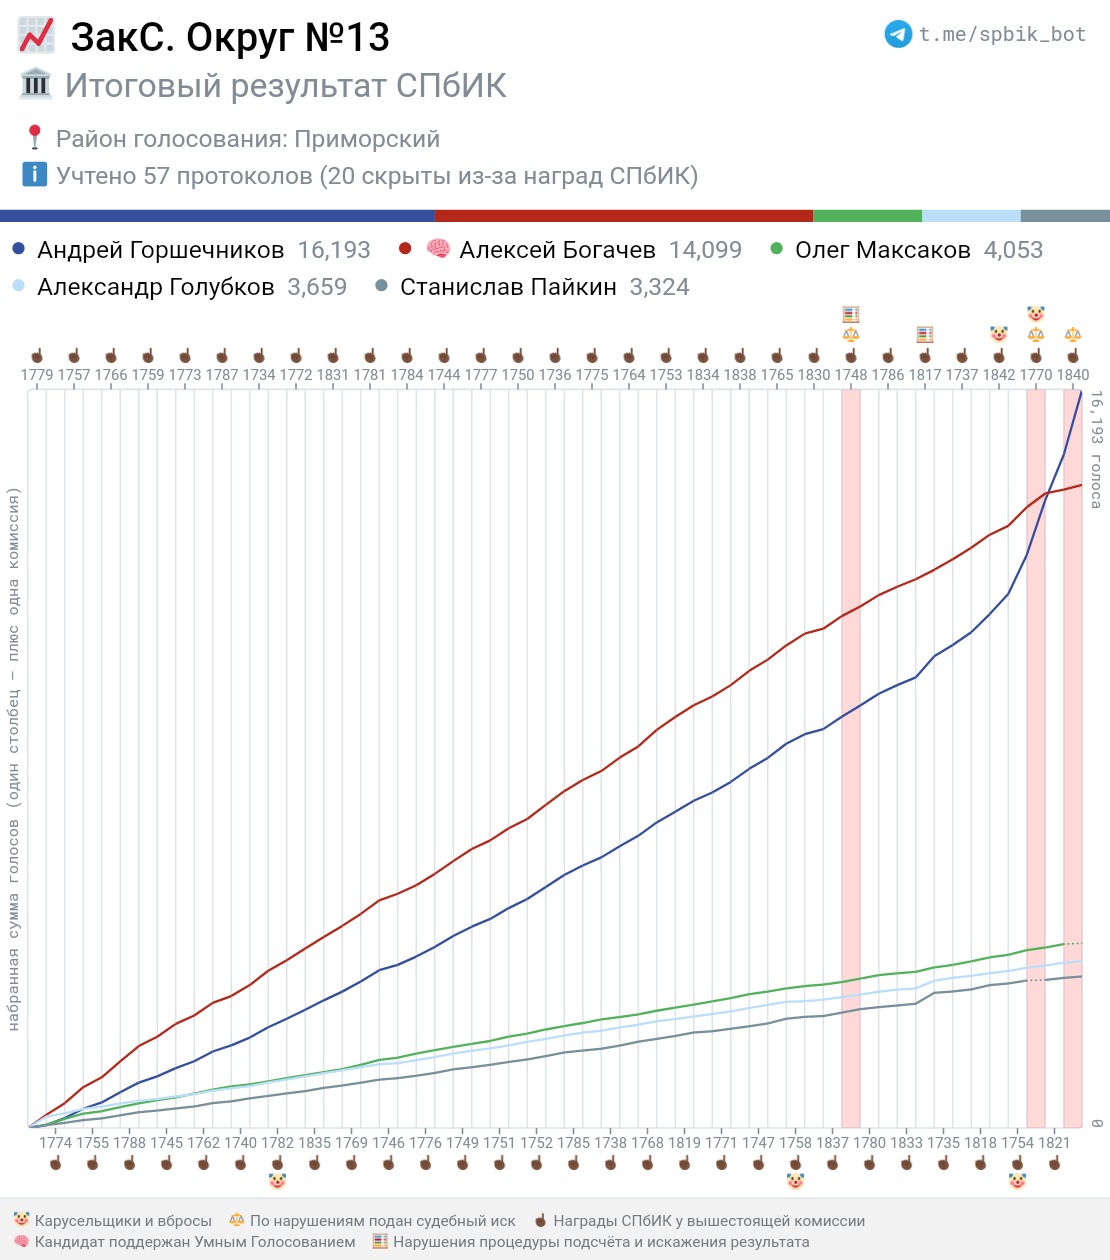 ЗакС. Округ №13
t.me/spbik_bot
Итоговый результат СПбИК
Район голосования: Приморский
Учтено 57 протоколов (20 скрыты из-за наград СПбИК)
Андрей Горшечников 16,193 Алексей Богачев 14,099 Олег Максаков 4,053
Александр Голубков 3,659 Станислав Пайкин 3,324
1779 1757 1766 1759 1773 1787 1734 1772 1831 1781 1784 1744 1777 1750 1736 1775 1764 1753 1834 1838 1765 1830 1748 1786 1817 1737 1842 1770 1840
16,193 голоса
набранная сумма голосов (один столбец – плюс одна комиссия)
0
1774 1755 1788 1745 1762 1740 1782 1835 1769 1746 1776 1749 1751 1752 1785 1738 1768 1819 1771 1747 1758 1837 1780 1833 1735 1818 1754 1821
Карусельщики и вбросы По нарушениям подан судебный иск Награды СПбИК у вышестоящей комиссии
Кандидат поддержан Умным Голосованием Нарушения процедуры подсчёта и искажения результата